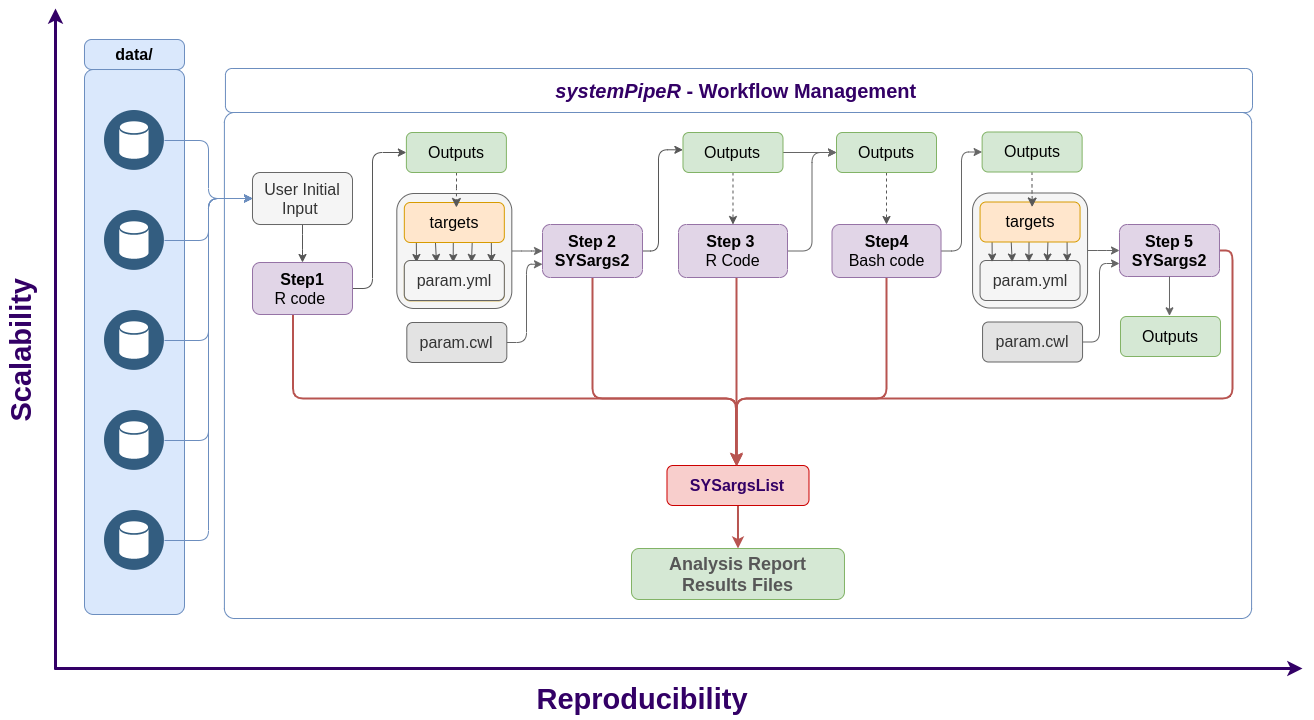 data/
systemPipeR - Workflow Management
Outputs
Outputs
Outputs
Outputs
User Initial
Input
targets
param.yml
param.cwl
Step1
R code
Step 2
SYSargs2
Step 3
R Code
Step4
Bash code
targets
param.yml
param.cwl
Step 5
SYSargs2
Outputs
SYSargsList
Analysis Report
Results Files
Scalability
Reproducibility